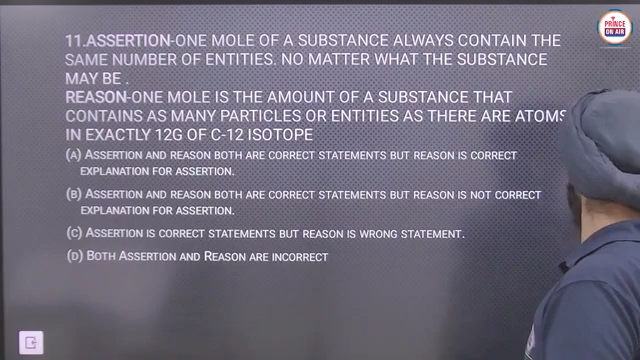 PRINCE
ON AIR
11.ASSERTION-ONE MOLE OF A SUBSTANCE ALWAYS CONTAIN THE
SAME NUMBER OF ENTITIES. NO MATTER WHAT THE SUBSTANCE
MAY BE .
REASON-ONE MOLE IS THE AMOUNT OF A SUBSTANCE THAT
CONTAINS AS MANY PARTICLES OR ENTITIES AS THERE ARE ATOMS
IN EXACTLY 12G OF C-12 ISOTOPE
(A) ASSERTION AND REASON BOTH ARE CORRECT STATEMENTS BUT REASON IS CORRECT
EXPLANATION FOR ASSERTION.
(B) ASSERTION AND REASON BOTH ARE CORRECT STATEMENTS BUT REASON IS NOT CORRECT
EXPLANATION FOR ASSERTION.
(C) ASSERTION IS CORRECT STATEMENTS BUT REASON IS WRONG STATEMENT.
(D) BOTH ASSERTION AND REASON ARE INCORRECT